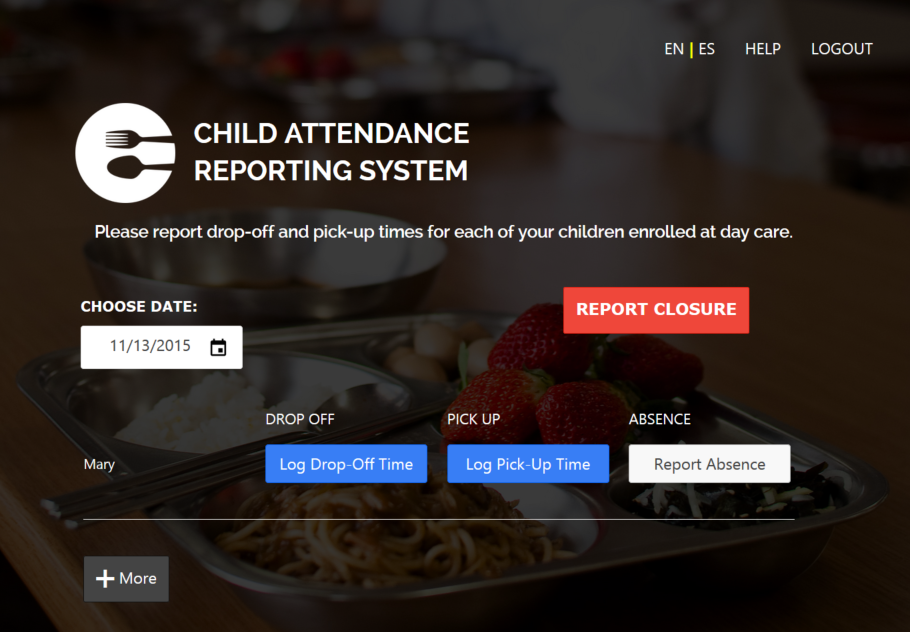 EN | ES HELP LOGOUT
CHILD ATTENDANCE
REPORTING SYSTEM
Please report drop-off and pick-up times for each of your children enrolled at day care.
CHOOSE DATE:
REPORT CLOSURE
11/13/2015
DROP OFF PICK UP ABSENCE
Mary Log Drop-Off Time Log Pick-Up Time Report Absence
+ More